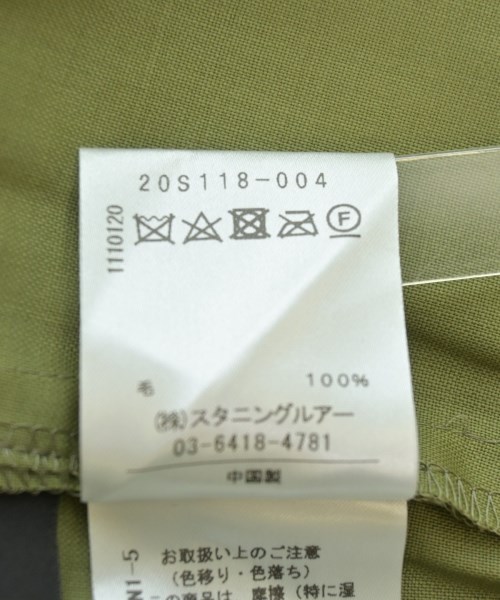 20S118-004
1110120
F
毛 100%
(株)スタニングルアー
03-6418-4781
中国製
N1-5
お取扱い上のご注意
(色移り・色落ち)
この商品は、摩擦(特に湿